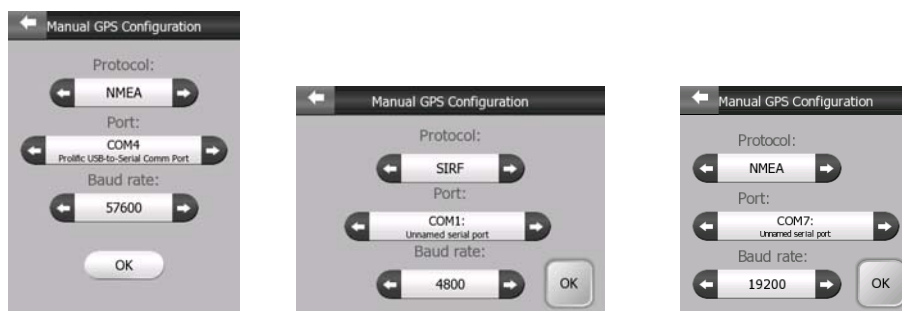 Manual GPS Configuration
Protocol:
NMEA
Port:
COM4
Prolific USB-to-Serial Comm Port
Baud rate:
57600
OK
Manual GPS Configuration
Protocol:
SIRF
Port:
COM1:
Unnamed serial port
Baud rate:
4800
OK
Manual GPS Configuration
Protocol:
NMEA
Port:
COM7:
Unnamed serial port
Baud rate:
19200
OK